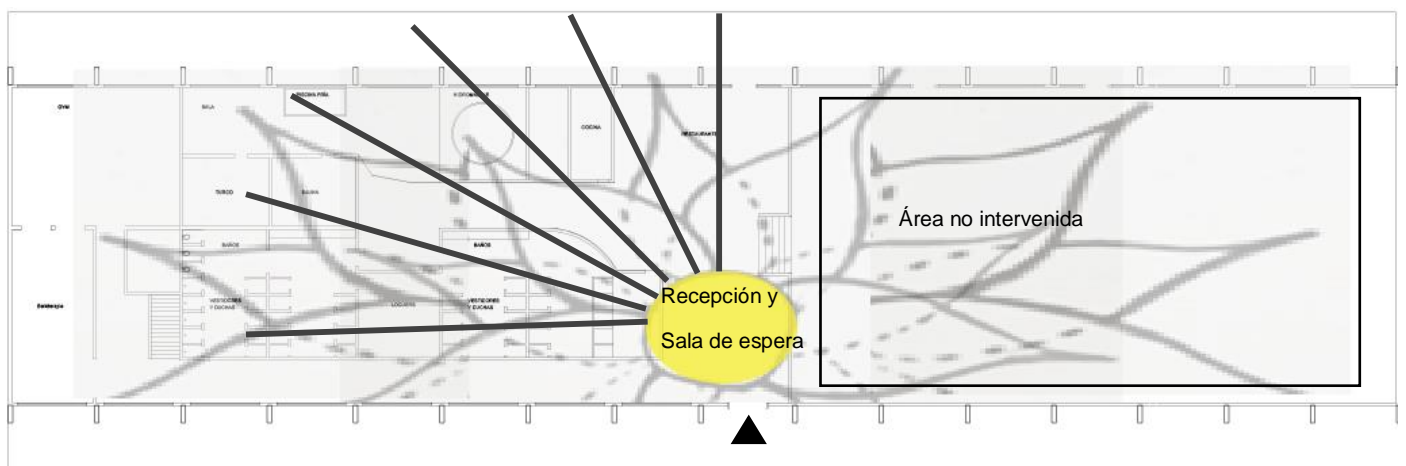 GYM
SALA
PISCINA FRÍA
COCINA
RESTAURANTE
TURCO
SAUNA
Área no intervenida
BAÑOS
BAÑOS
VESTIDORES
Y DUCHAS
LOCKERS
VESTIDORES
Y DUCHAS
Recepción y
Sala de espera